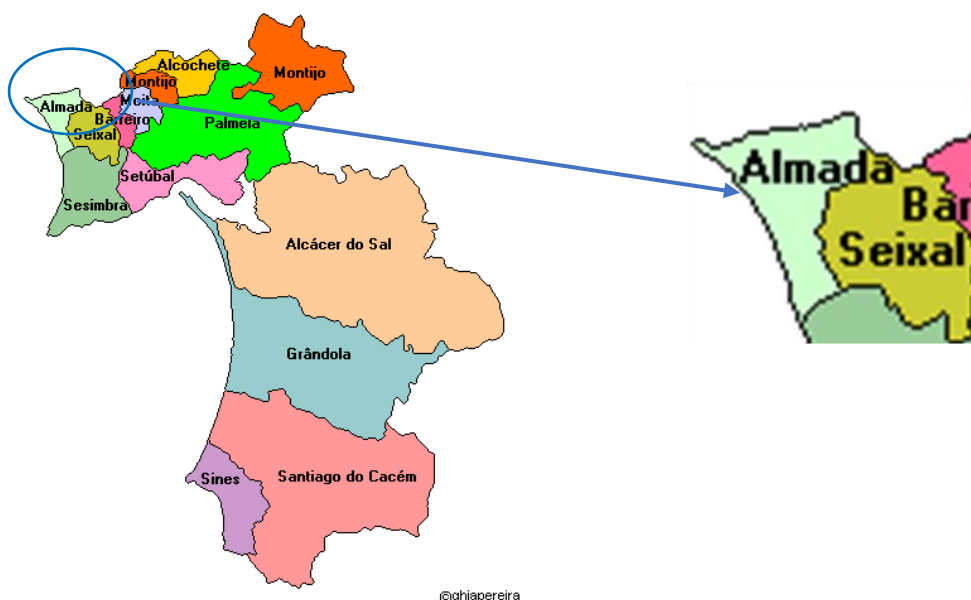 Alcochete
Montijo
Montijo
Almada
Moita
Barreiro
Seixal
Palmela
Setúbal
Sesimbra
Alcácer do Sal
Grândola
Santiago do Cacém
Sines
Almada
Bar
Seixal
@ghiapereira